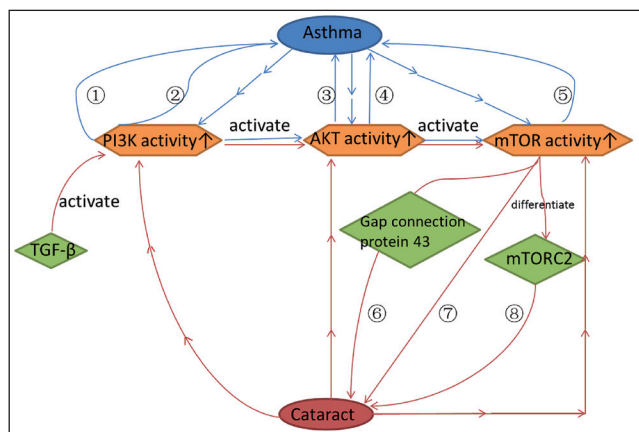 Asthma
①
②
③
④
⑤
PI3K activity↑
activate
AKT activity↑
activate
mTOR activity↑
activate
TGF-β
Gap connection
protein 43
differentiate
mTORC2
⑥
⑦
⑧
Cataract